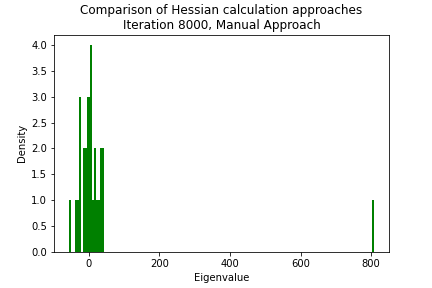 Comparison of Hessian calculation approaches
Iteration 8000, Manual Approach
4.0
3.5
3.0
2.5
2.0
1.5
1.0
0.5
0.0
Density
0 200 400 600 800
Eigenvalue